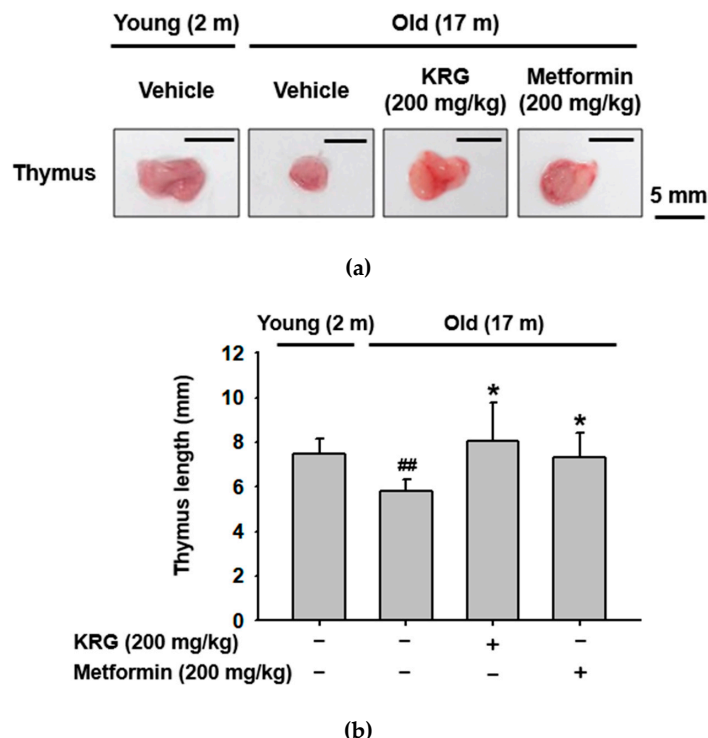 Young (2 m) Old (17 m)
Vehicle Vehicle KRG (200 mg/kg) Metformin (200 mg/kg)
Thymus
5 mm
(a)
Young (2 m) Old (17 m)
Thymus length (mm)
12
10
8
6
4
2
0
##
*
*
KRG (200 mg/kg) − − + −
Metformin (200 mg/kg) − − − +
(b)